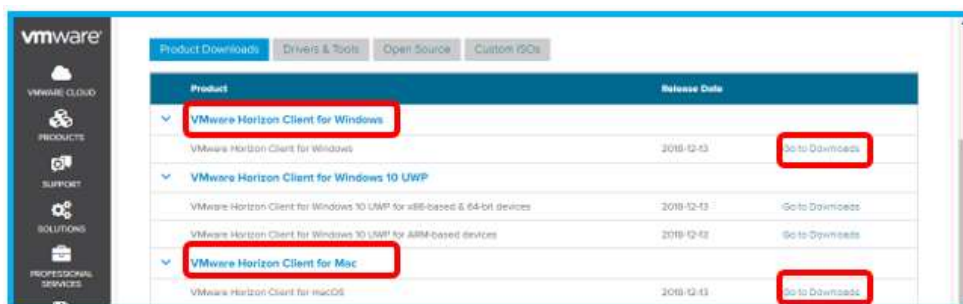 vmware
Product Downloads Drivers & Tools Open Source Custom ISOs
VMWARE CLOUD
PRODUCTS
SUPPORT
SOLUTIONS
PROFESSIONAL
SERVICES
Product Release Date
VMware Horizon Client for Windows
VMware Horizon Client for Windows 2018-12-13 Go to Downloads
VMware Horizon Client for Windows 10 UWP
VMware Horizon Client for Windows 10 UWP for x86-based & 64-bit devices 2018-12-13 Go to Downloads
VMware Horizon Client for Windows 10 UWP for ARM-based devices 2018-12-13 Go to Downloads
VMware Horizon Client for Mac
VMware Horizon Client for macOS 2018-12-13 Go to Downloads